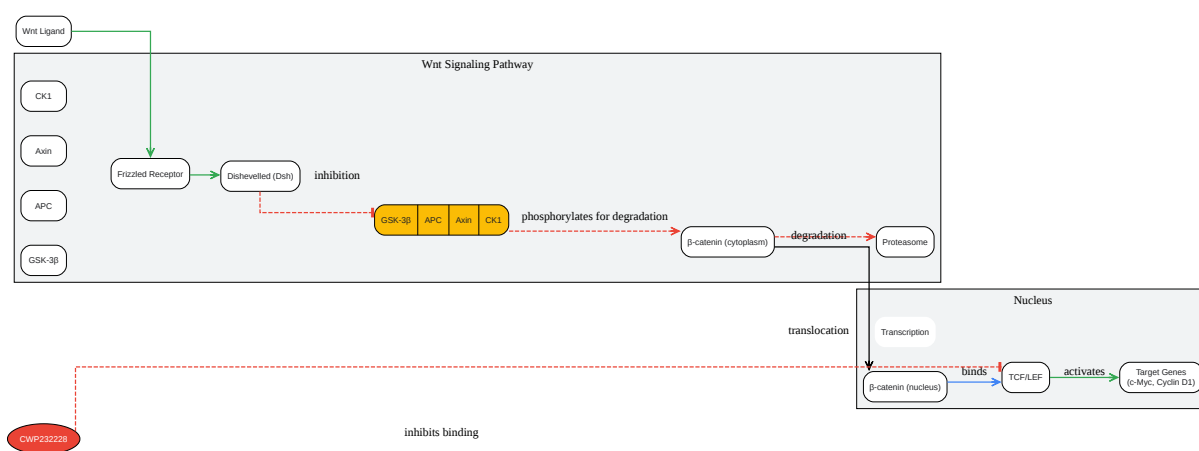 Wnt Ligand
Wnt Signaling Pathway
CK1
Axin
APC
GSK-3β
Frizzled Receptor
Dishevelled (Dsh)
inhibition
GSK-3β
APC
Axin
CK1
phosphorylates for degradation
β-catenin (cytoplasm)
degradation
Proteasome
Nucleus
translocation
Transcription
β-catenin (nucleus)
binds
TCF/LEF
activates
Target Genes
(c-Myc, Cyclin D1)
CWP232228
inhibits binding